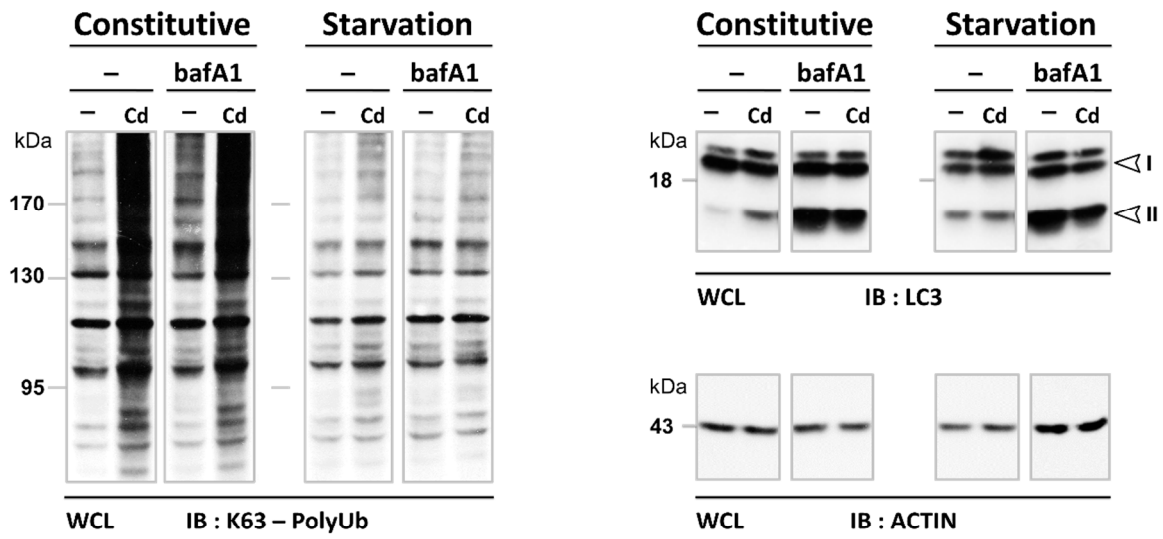 Constitutive Starvation
– bafA1 – bafA1
– Cd – Cd – Cd – Cd
kDa
170
130
95
WCL IB : K63 – PolyUb
Constitutive Starvation
– bafA1 – bafA1
– Cd – Cd – Cd – Cd
kDa
18
I
II
WCL IB : LC3
kDa
43
WCL IB : ACTIN